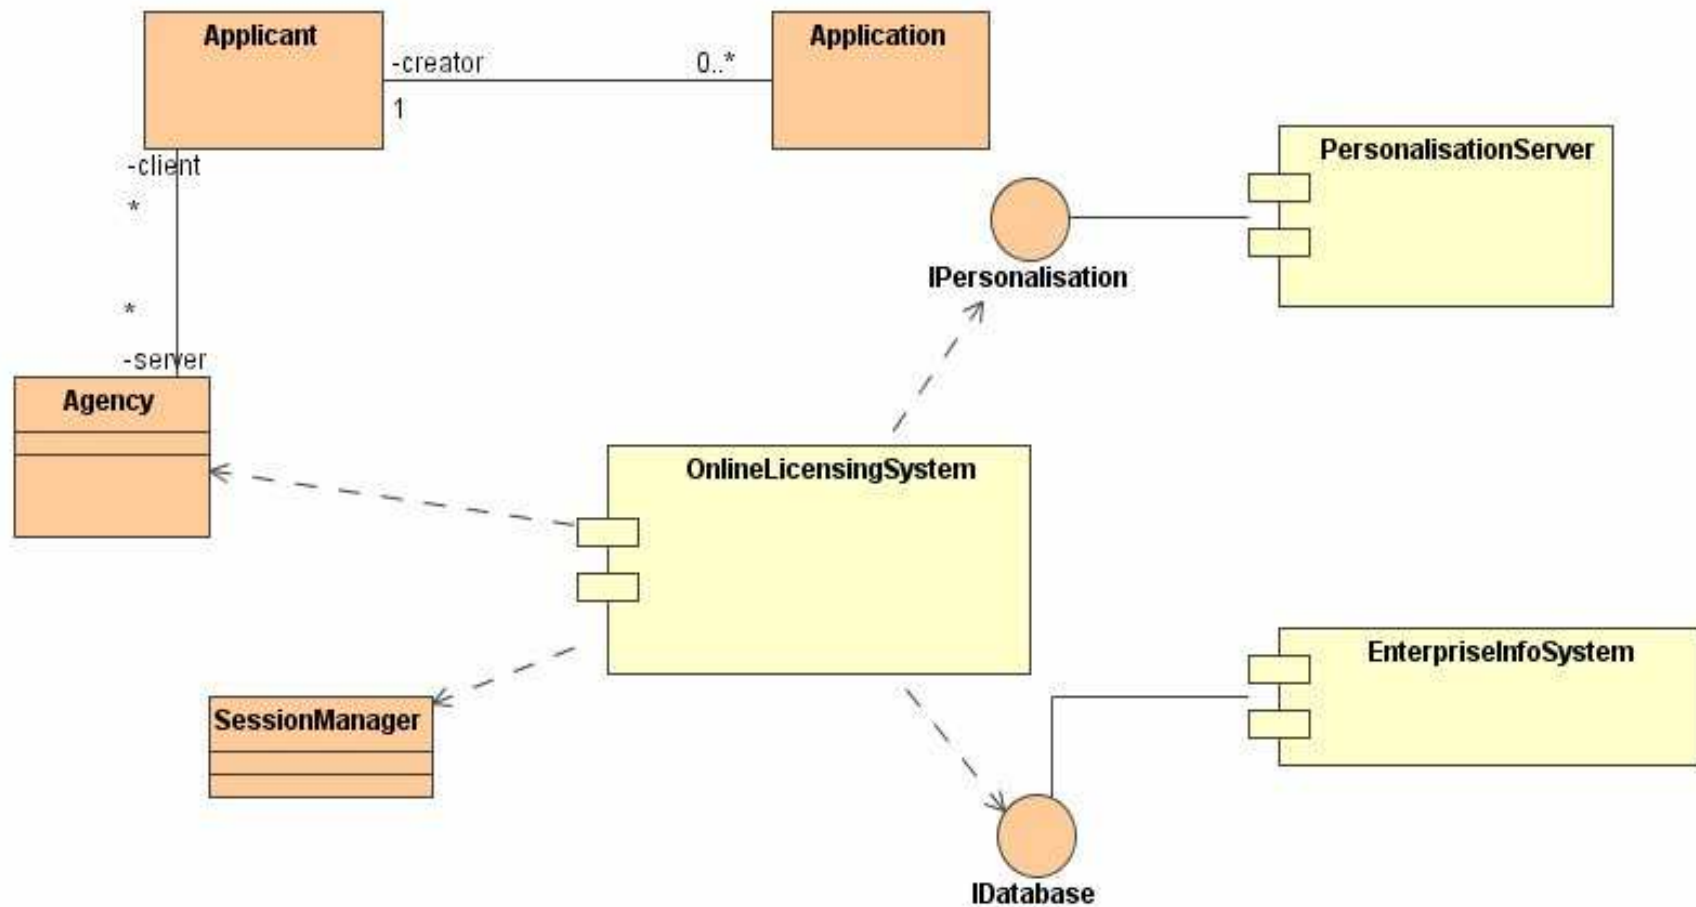 Applicant
Application
-creator
0..*
1
PersonalisationServer
-client
*
IPersonalisation
*
-server
Agency
OnlineLicensingSystem
EnterpriseInfoSystem
SessionManager
IDatabase